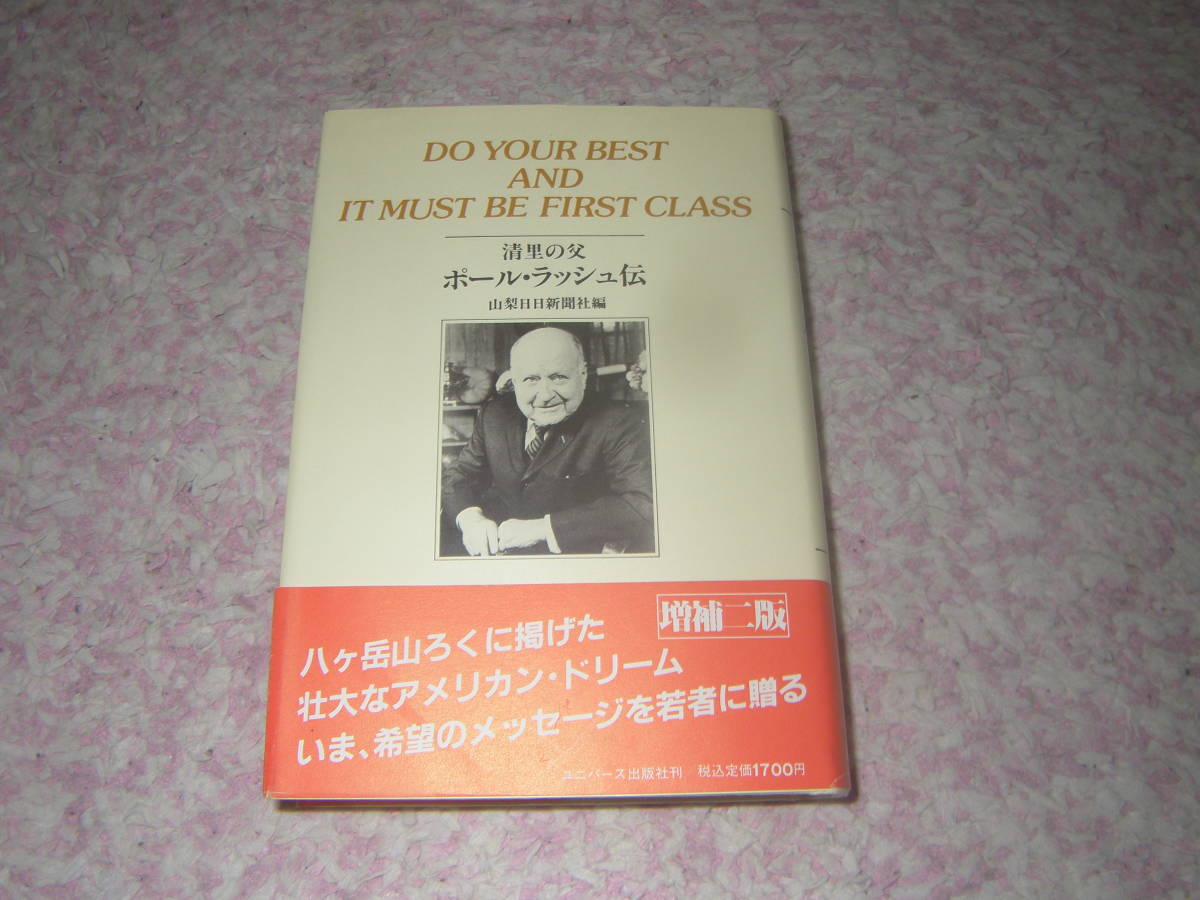 DO YOUR BEST
AND
IT MUST BE FIRST CLASS
清里の父
ポール・ラッシュ伝
山梨日日新聞社編
増補二版
八ヶ岳山ろくに掲げた
壮大なアメリカン・ドリーム
いま、希望のメッセージを若者に贈る
ユニバース出版社刊 税込定価1700円